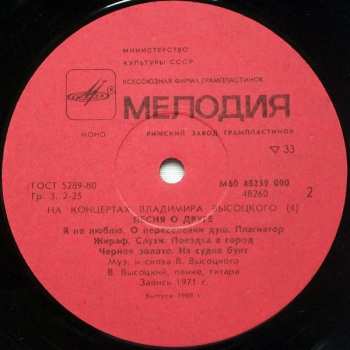 МИНИСТЕРСТВО
КУЛЬТУРЫ СССР
ВСЕСОЮЗНАЯ ФИРМА ГРАМПЛАСТИНОК
МЕЛОДИЯ
МОНО
РИЖСКИЙ ЗАВОД ГРАМПЛАСТИНОК
▽ 33
ГОСТ 5289-80
Гр. 3. 2-25
М60 48259 000
48260
2
НА КОНЦЕРТАХ ВЛАДИМИРА ВЫСОЦКОГО (4)
ПЕСНЯ О ДРУГЕ
Я не люблю. О переселении душ. Плагиатор
Жираф. Слухи. Поездка в город
Черное золото. На судне бунт
Муз. и слова В. Высоцкого
В. Высоцкий, пение, гитара
Запись 1971 г.
Выпуск 1988 г.